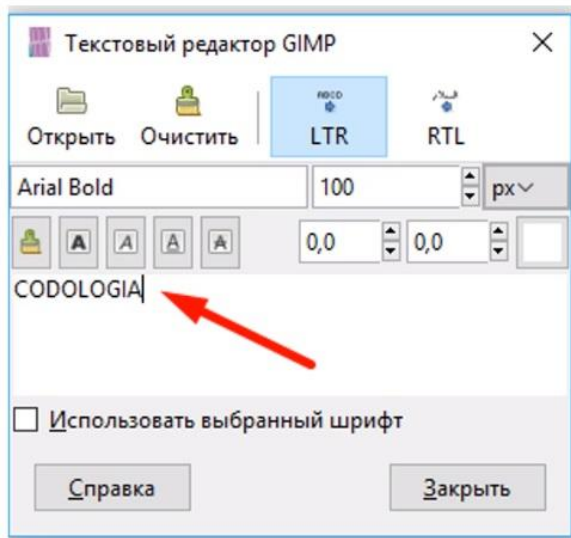 Текстовый редактор GIMP
Открыть Очистить LTR RTL
Arial Bold 100 px
A A A A 0,0 0,0
CODOLOGIA
Использовать выбранный шрифт
Справка Закрыть